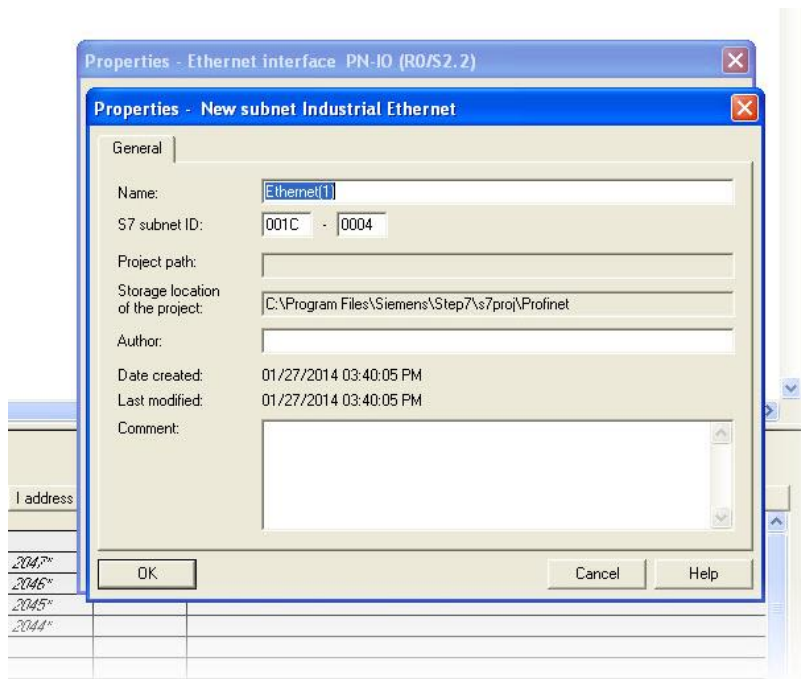 Properties - Ethernet interface PN-IO (R0/S2.2)
Properties - New subnet Industrial Ethernet
General
Name: Ethernet(1)
S7 subnet ID: 001C - 0004
Project path:
Storage location
of the project: C:\Program Files\Siemens\Step7\s7proj\Profinet
Author:
Date created: 01/27/2014 03:40:05 PM
Last modified: 01/27/2014 03:40:05 PM
Comment:
OK Cancel Help
I address
2047*
2046*
2045*
2044*